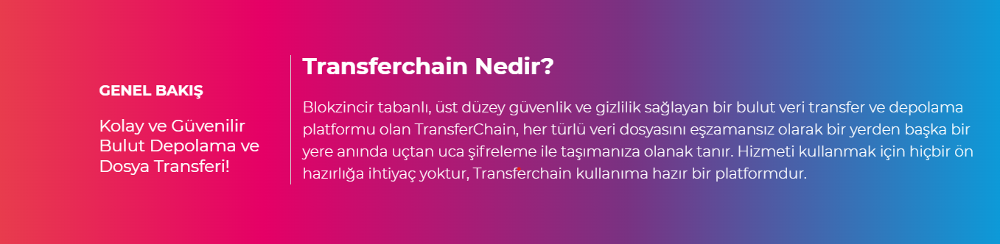 GENEL BAKIŞ
Kolay ve Güvenilir
Bulut Depolama ve
Dosya Transferi!
Transferchain Nedir?
Blokzincir tabanlı, üst düzey güvenlik ve gizlilik sağlayan bir bulut veri transfer ve depolama
platformu olan TransferChain, her türlü veri dosyasını eşzamansız olarak bir yerden başka bir
yere anında uçtan uca şifreleme ile taşımanıza olanak tanır. Hizmeti kullanmak için hiçbir ön
hazırlığa ihtiyaç yoktur, Transferchain kullanıma hazır bir platformdur.